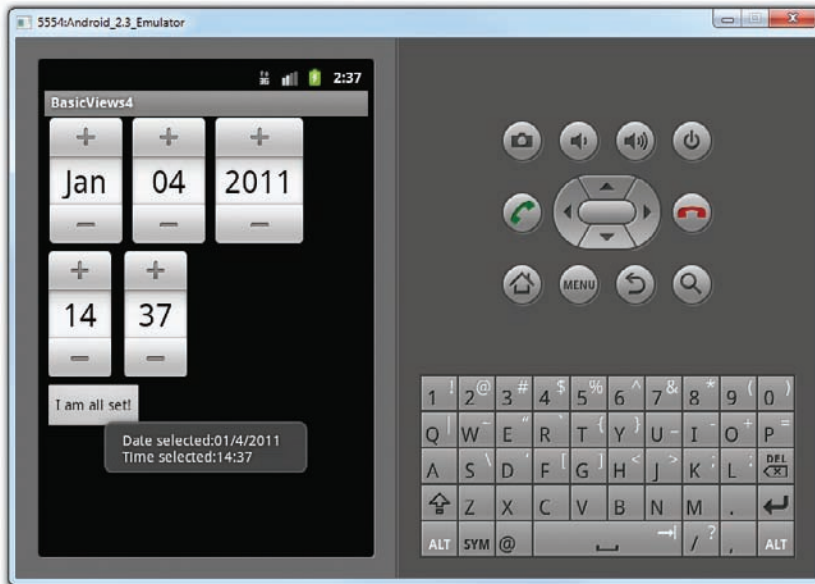 5554:Android_2.3_Emulator
3G 2:37
BasicViews4
+ + +
Jan 04 2011
− − −
+ +
14 37
− −
I am all set!
Date selected:01/4/2011
Time selected:14:37
MENU
1 ! 2 @ 3 # 4 $ 5 % 6 ^ 7 & 8 * 9 ( 0 )
Q | W ~ E " R ` T { Y } U _ I - O + P =
A S \ D ' F [ G ] H < J > K ; L : DEL
Z X C V B N M .
ALT SYM @ / ? , ALT